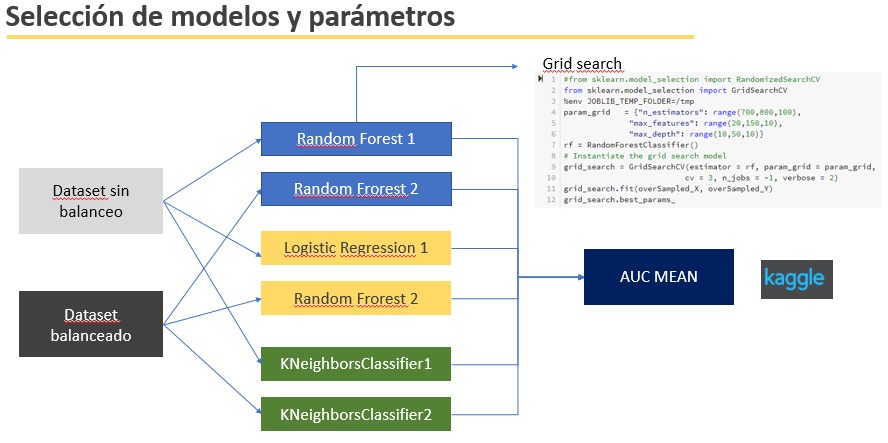 Selección de modelos y parámetros
Grid search
1 #from sklearn.model_selection import RandomizedSearchCV
2 from sklearn.model_selection import GridSearchCV
3 %env JOBLIB_TEMP_FOLDER=/tmp
4 param_grid = {"n_estimators": range(700,800,100),
5 "max_features": range(20,150,10),
6 "max_depth": range(10,50,10)}
7 rf = RandomForestClassifier()
8 # Instantiate the grid search model
9 grid_search = GridSearchCV(estimator = rf, param_grid = param_grid,
10 cv = 3, n_jobs = -1, verbose = 2)
11 grid_search.fit(overSampled_X, overSampled_Y)
12 grid_search.best_params_
Random Forest 1
Dataset sin
balanceo
Random Frorest 2
Logistic Regression 1
Random Frorest 2
AUC MEAN
kaggle
Dataset
balanceado
KNeighborsClassifier1
KNeighborsClassifier2